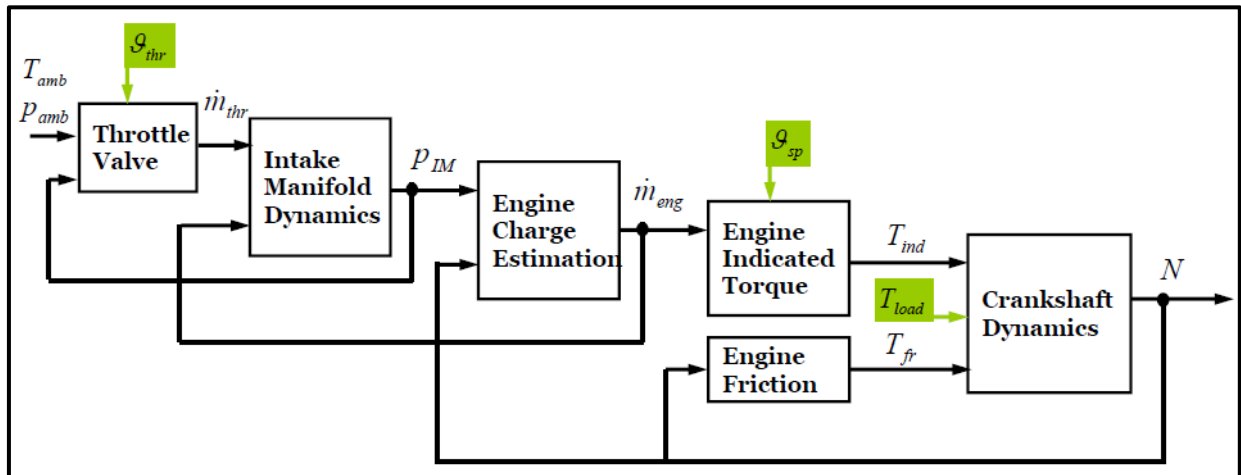 ϑthr
Tamb
pamb
Throttle
Valve
ṁthr
Intake
Manifold
Dynamics
pIM
Engine
Charge
Estimation
ṁeng
ϑsp
Engine
Indicated
Torque
Tind
Tload
Engine
Friction
Tfr
Crankshaft
Dynamics
N